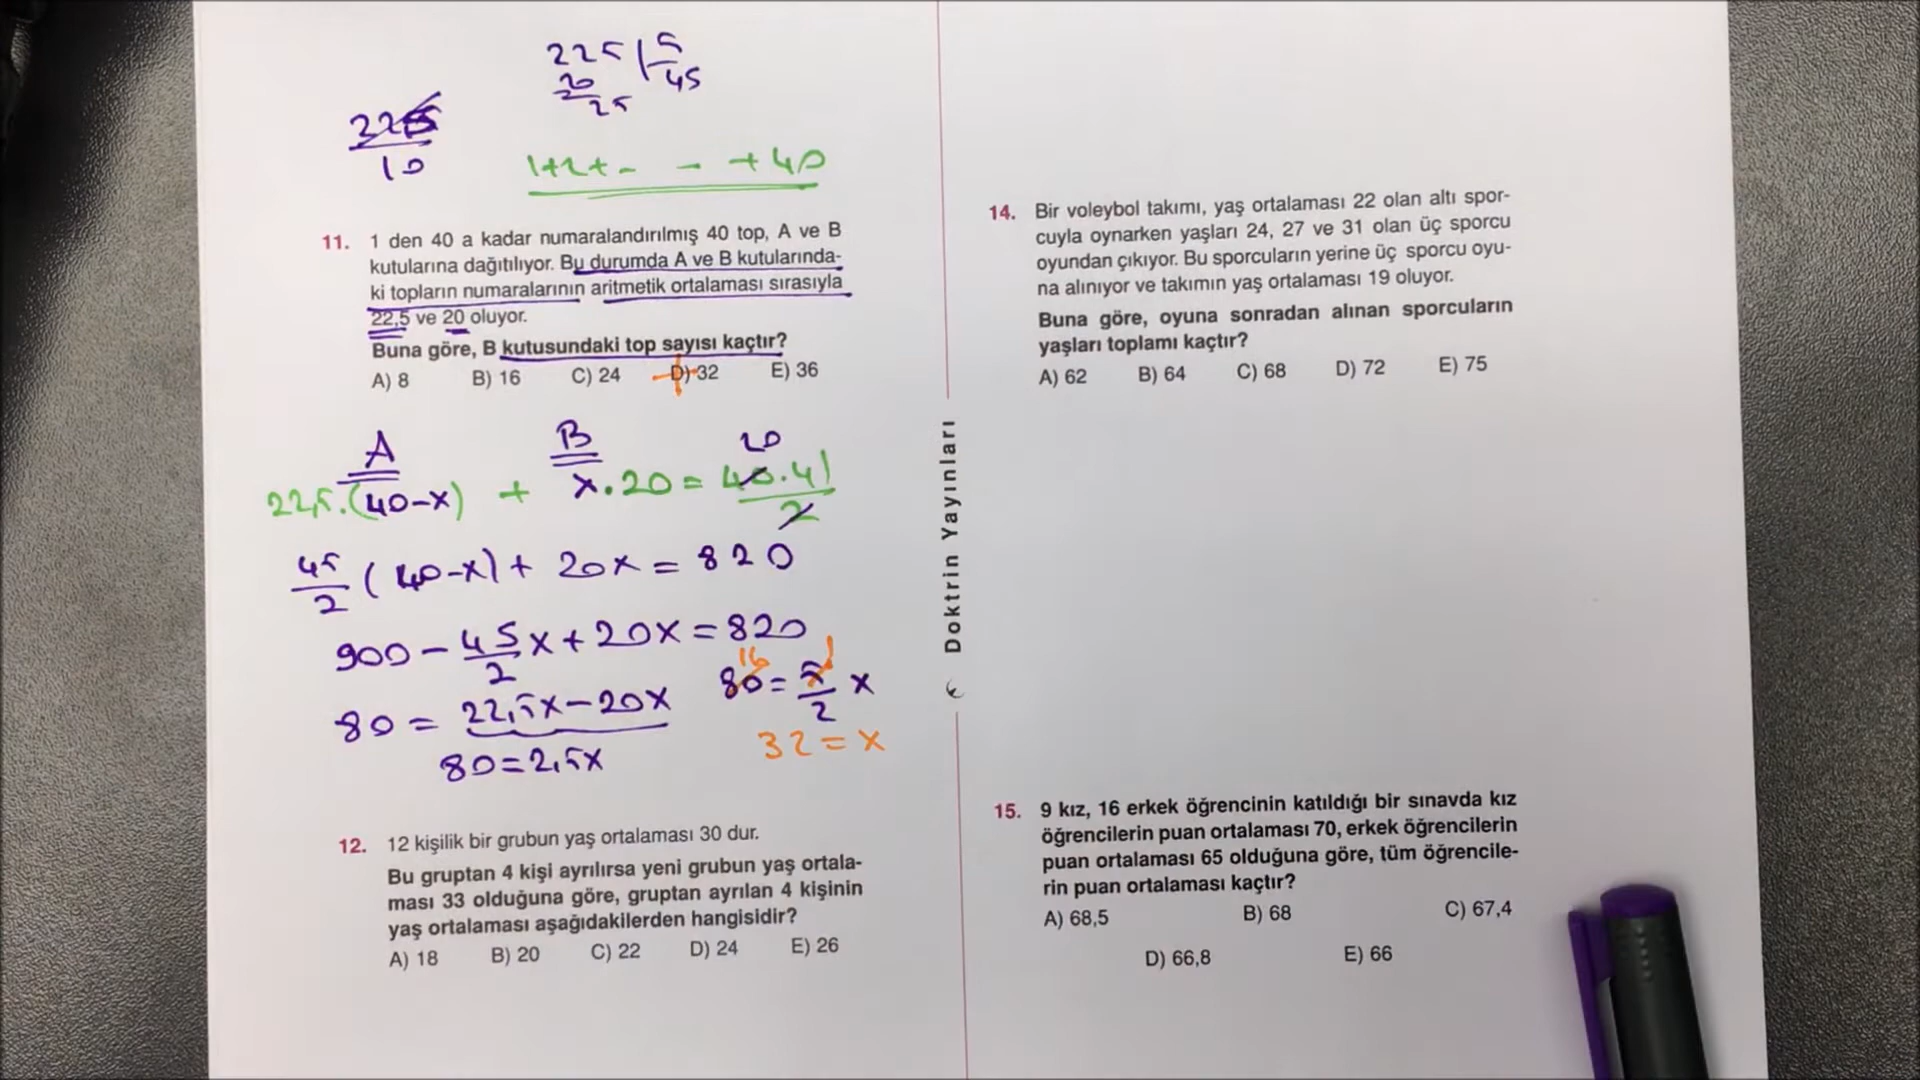 225 | 5
20 45
25
225
10
1+2+ - - +40
11. 1 den 40 a kadar numaralandırılmış 40 top, A ve B
kutularına dağıtılıyor. Bu durumda A ve B kutularında-
ki topların numaralarının aritmetik ortalaması sırasıyla
22,5 ve 20 oluyor.
Buna göre, B kutusundaki top sayısı kaçtır?
A) 8 B) 16 C) 24 D) 32 E) 36
A B 20
22,5.(40-x) + x.20 = 40.41
2
45/2 (40-x) + 20x = 820
900 - 45/2 x + 20x = 820
80 = 22,5x-20x
80=2,5x
16 1
80 = 5/2 x
32 = x
12. 12 kişilik bir grubun yaş ortalaması 30 dur.
Bu gruptan 4 kişi ayrılırsa yeni grubun yaş ortala-
ması 33 olduğuna göre, gruptan ayrılan 4 kişinin
yaş ortalaması aşağıdakilerden hangisidir?
A) 18 B) 20 C) 22 D) 24 E) 26
Doktrin Yayınları
14. Bir voleybol takımı, yaş ortalaması 22 olan altı spor-
cuyla oynarken yaşları 24, 27 ve 31 olan üç sporcu
oyundan çıkıyor. Bu sporcuların yerine üç sporcu oyu-
na alınıyor ve takımın yaş ortalaması 19 oluyor.
Buna göre, oyuna sonradan alınan sporcuların
yaşları toplamı kaçtır?
A) 62 B) 64 C) 68 D) 72 E) 75
15. 9 kız, 16 erkek öğrencinin katıldığı bir sınavda kız
öğrencilerin puan ortalaması 70, erkek öğrencilerin
puan ortalaması 65 olduğuna göre, tüm öğrencile-
rin puan ortalaması kaçtır?
A) 68,5 B) 68 C) 67,4
D) 66,8 E) 66